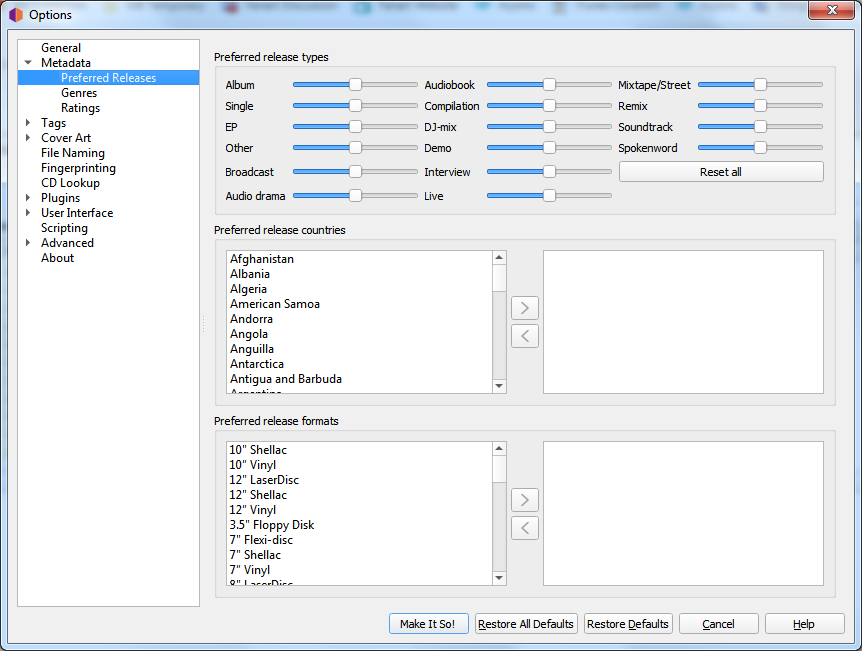 Options
General
Metadata
Preferred Releases
Genres
Ratings
Tags
Cover Art
File Naming
Fingerprinting
CD Lookup
Plugins
User Interface
Scripting
Advanced
About
Preferred release types
Album
Audiobook
Mixtape/Street
Single
Compilation
Remix
EP
DJ-mix
Soundtrack
Other
Demo
Spokenword
Broadcast
Interview
Reset all
Audio drama
Live
Preferred release countries
Afghanistan
Albania
Algeria
American Samoa
Andorra
Angola
Anguilla
Antarctica
Antigua and Barbuda
Argentina
Preferred release formats
10" Shellac
10" Vinyl
12" LaserDisc
12" Shellac
12" Vinyl
3.5" Floppy Disk
7" Flexi-disc
7" Shellac
7" Vinyl
8" LaserDisc
Make It So!
Restore All Defaults
Restore Defaults
Cancel
Help